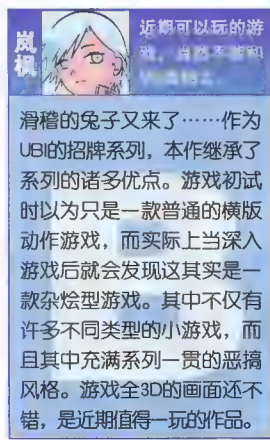 岚枫
近期可以玩的游
滑稽的兔子又来了……作为
UBI的招牌系列，本作继承了
系列的诸多优点。游戏初试
时以为只是一款普通的横版
动作游戏，而实际上当深入
游戏后就会发现这其实是一
款杂烩型游戏。其中不仅有
许多不同类型的小游戏，而
且其中充满系列一贯的恶搞
风格。游戏全3D的画面还不
错，是近期值得一玩的作品。